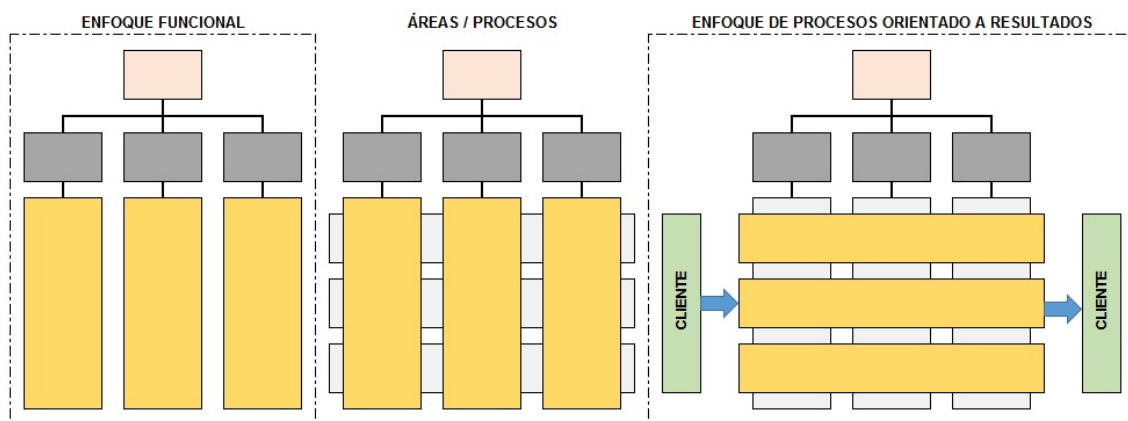 ENFOQUE FUNCIONAL
ÁREAS / PROCESOS
ENFOQUE DE PROCESOS ORIENTADO A RESULTADOS
CLIENTE
CLIENTE